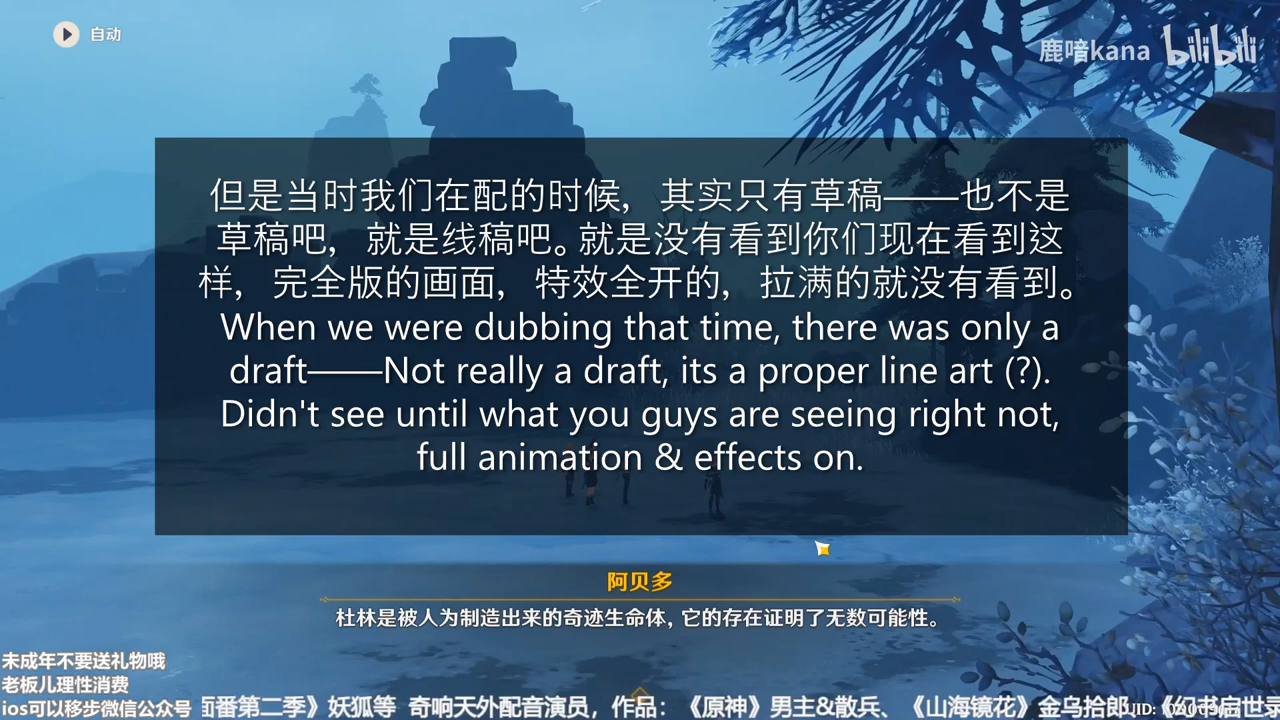 自动
鹿喑kana bilibili
但是当时我们在配的时候，其实只有草稿——也不是
草稿吧，就是线稿吧。就是没有看到你们现在看到这
样，完全版的画面，特效全开的，拉满的就没有看到。
When we were dubbing that time, there was only a
draft——Not really a draft, its a proper line art (?).
Didn't see until what you guys are seeing right not,
full animation & effects on.
阿贝多
杜林是被人为制造出来的奇迹生命体，它的存在证明了无数可能性。
未成年不要送礼物哦
老板儿理性消费
ios可以移步微信公众号
番第二季》妖狐等 奇响天外配音演员，作品：《原神》男主&散兵、《山海镜花》金乌拾郎
UID: